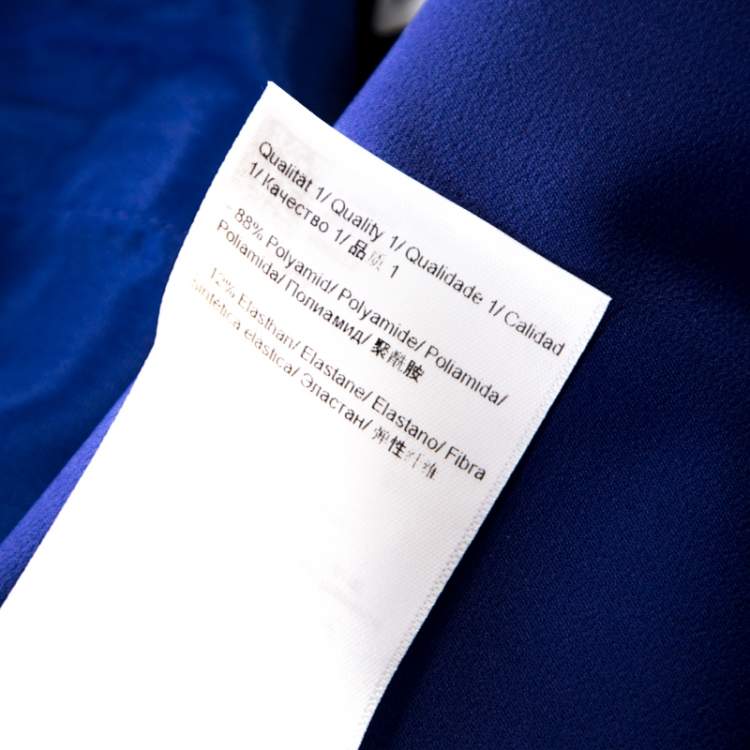 Qualität 1/ Quality 1/ Qualidade 1/ Calidad
1/ Качество 1/ 品质 1
88% Polyamid/ Polyamide/ Poliamida/
Poliamida/ Полиамид/ 聚酰胺
12% Elasthan/ Elastane/ Elastano/ Fibra
sintética elástica/ Эластан/ 弹性纤维